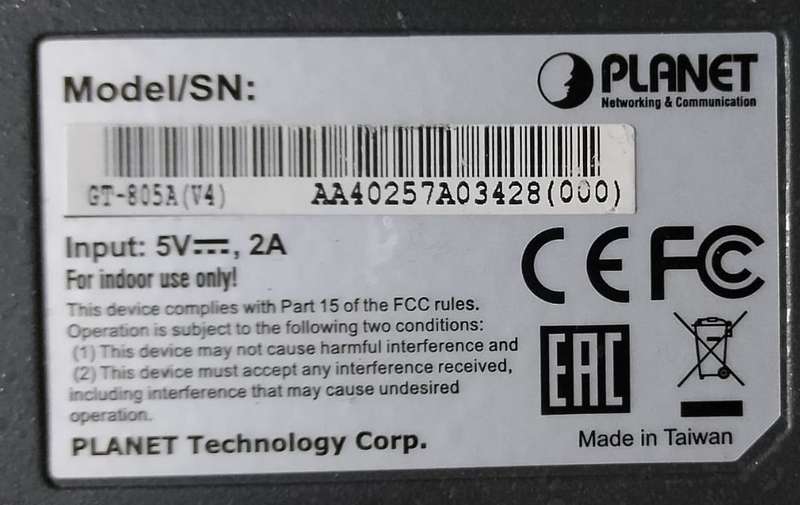 Model/SN:
PLANET
Networking & Communication
GT-805A(V4) AA40257A03428(000)
Input: 5V⎓, 2A
For indoor use only!
CE FC
This device complies with Part 15 of the FCC rules.
Operation is subject to the following two conditions:
(1) This device may not cause harmful interference and
(2) This device must accept any interference received,
including interference that may cause undesired
operation.
EAC
PLANET Technology Corp.
Made in Taiwan